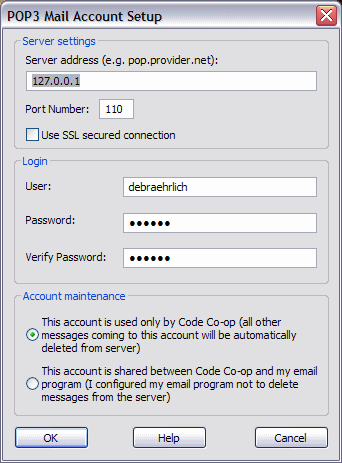 POP3 Mail Account Setup
Server settings
Server address (e.g. pop.provider.net):
127.0.0.1
Port Number: 110
Use SSL secured connection
Login
User: debraehrlich
Password: ●●●●●●
Verify Password: ●●●●●●
Account maintenance
This account is used only by Code Co-op (all other
messages coming to this account will be automatically
deleted from server)
This account is shared between Code Co-op and my email
program (I configured my email program not to delete
messages from the server)
OK Help Cancel